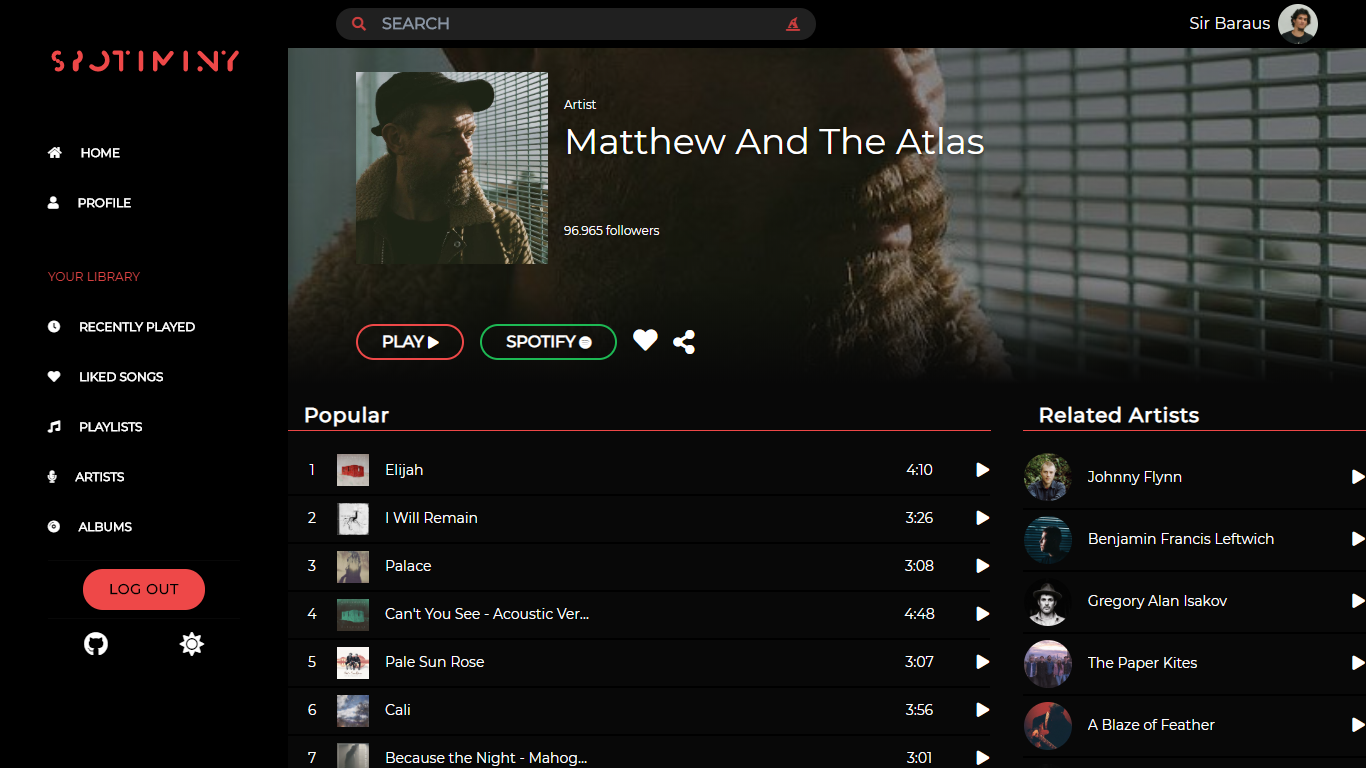 SPOTIMINY
SEARCH
Sir Baraus
HOME
PROFILE
YOUR LIBRARY
RECENTLY PLAYED
LIKED SONGS
PLAYLISTS
ARTISTS
ALBUMS
LOG OUT
Artist
Matthew And The Atlas
96.965 followers
PLAY
SPOTIFY
Popular
1 Elijah 4:10
2 I Will Remain 3:26
3 Palace 3:08
4 Can't You See - Acoustic Ver... 4:48
5 Pale Sun Rose 3:07
6 Cali 3:56
7 Because the Night - Mahog... 3:01
Related Artists
Johnny Flynn
Benjamin Francis Leftwich
Gregory Alan Isakov
The Paper Kites
A Blaze of Feather